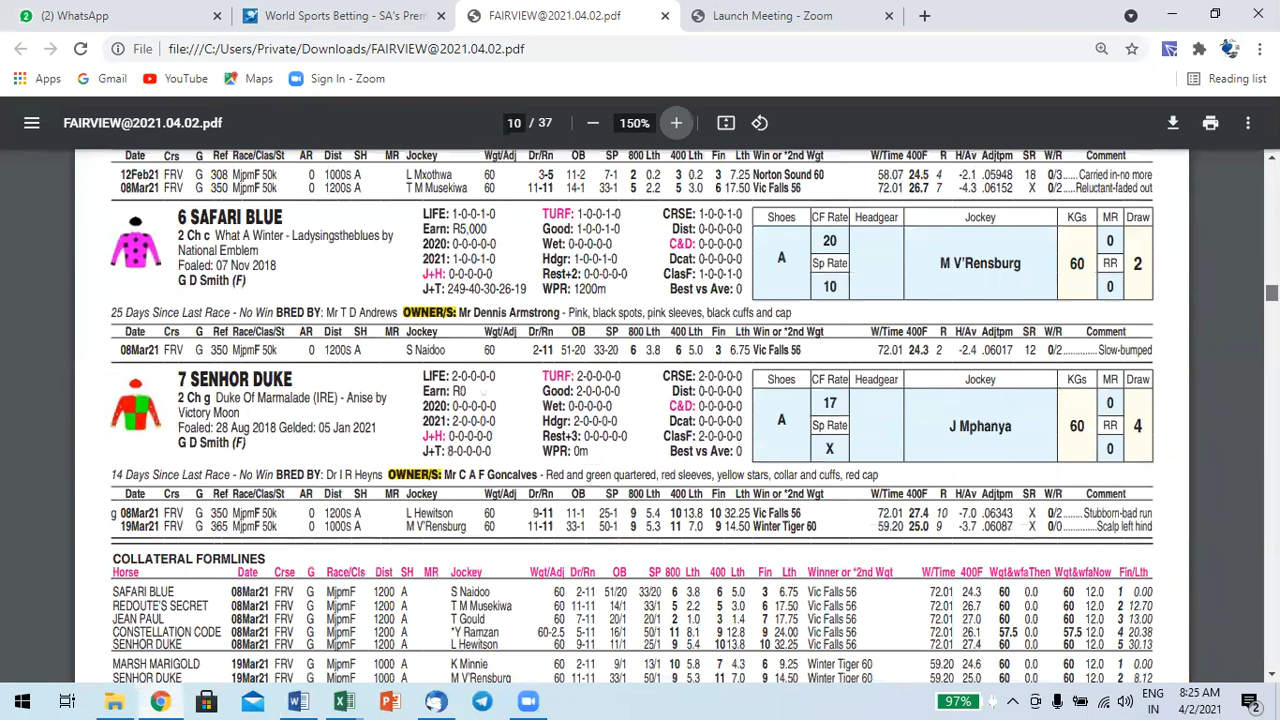 (2) WhatsApp
World Sports Betting - SA's Prem
FAIRVIEW@2021.04.02.pdf
Launch Meeting - Zoom
File
file:///C:/Users/Private/Downloads/FAIRVIEW@2021.04.02.pdf
Apps Gmail YouTube Maps Sign In - Zoom Reading list
FAIRVIEW@2021.04.02.pdf 10 / 37 150%
Date Crs G Ref Race/Clas/St AR Dist SH MR Jockey Wgt/Adj Dr/Rn OB SP 800 Lth 400 Lth Fin Lth Win or *2nd Wgt W/Time 400F R H/Av Adjtpm SR W/R Comment
12Feb21 FRV G 308 MjpmF 50k 0 1000s A L Mxothwa 60 3-5 11-2 7-1 2 0.2 3 0.2 3 7.25 Norton Sound 60 58.07 24.5 4 -2.1 .05948 18 0/3 .....Carried in-no more
08Mar21 FRV G 350 MjpmF 50k 0 1200s A T M Musekiwa 60 11-11 14-1 33-1 5 2.2 5 3.0 6 17.50 Vic Falls 56 72.01 26.7 7 -4.3 .06152 X 0/2 ....Reluctant-faded out
6 SAFARI BLUE
2 Ch c What A Winter - Ladysingstheblues by
National Emblem
Foaled: 07 Nov 2018
G D Smith (F)
LIFE: 1-0-0-1-0 TURF: 1-0-0-1-0 CRSE: 1-0-0-1-0
Earn: R5,000 Good: 1-0-0-1-0 Dist: 0-0-0-0-0
2020: 0-0-0-0-0 Wet: 0-0-0-0-0 C&D: 0-0-0-0-0
2021: 1-0-0-1-0 Hdgr: 1-0-0-1-0 Dcat: 0-0-0-0-0
J+H: 0-0-0-0-0 Rest+2: 0-0-0-0-0 ClasF: 1-0-0-1-0
J+T: 249-40-30-26-19 WPR: 1200m Best vs Ave: 0
Shoes CF Rate Headgear Jockey KGs MR Draw
A 20 M V'Rensburg 60 0 2
Sp Rate RR
10 0
25 Days Since Last Race - No Win BRED BY: Mr T D Andrews OWNER/S: Mr Dennis Armstrong - Pink, black spots, pink sleeves, black cuffs and cap
Date Crs G Ref Race/Clas/St AR Dist SH MR Jockey Wgt/Adj Dr/Rn OB SP 800 Lth 400 Lth Fin Lth Win or *2nd Wgt W/Time 400F R H/Av Adjtpm SR W/R Comment
08Mar21 FRV G 350 MjpmF 50k 0 1200s A S Naidoo 60 2-11 51-20 33-20 6 3.8 6 5.0 3 6.75 Vic Falls 56 72.01 24.3 2 -2.4 .06017 12 0/2 ..............Slow-bumped
7 SENHOR DUKE
2 Ch g Duke Of Marmalade (IRE) - Anise by
Victory Moon
Foaled: 28 Aug 2018 Gelded: 05 Jan 2021
G D Smith (F)
LIFE: 2-0-0-0-0 TURF: 2-0-0-0-0 CRSE: 2-0-0-0-0
Earn: R0 Good: 2-0-0-0-0 Dist: 0-0-0-0-0
2020: 0-0-0-0-0 Wet: 0-0-0-0-0 C&D: 0-0-0-0-0
2021: 2-0-0-0-0 Hdgr: 2-0-0-0-0 Dcat: 0-0-0-0-0
J+H: 0-0-0-0-0 Rest+3: 0-0-0-0-0 ClasF: 2-0-0-0-0
J+T: 8-0-0-0-0 WPR: 0m Best vs Ave: 0
Shoes CF Rate Headgear Jockey KGs MR Draw
A 17 J Mphanya 60 0 4
Sp Rate RR
X 0
14 Days Since Last Race - No Win BRED BY: Dr I R Heyns OWNER/S: Mr C A F Goncalves - Red and green quartered, red sleeves, yellow stars, collar and cuffs, red cap
Date Crs G Ref Race/Clas/St AR Dist SH MR Jockey Wgt/Adj Dr/Rn OB SP 800 Lth 400 Lth Fin Lth Win or *2nd Wgt W/Time 400F R H/Av Adjtpm SR W/R Comment
g 08Mar21 FRV G 350 MjpmF 50k 0 1200s A L Hewitson 60 9-11 11-1 25-1 9 5.4 10 13.8 10 32.25 Vic Falls 56 72.01 27.4 10 -7.0 .06343 X 0/2 ......Stubborn-bad run
19Mar21 FRV G 365 MjpmF 50k 0 1000s A M V'Rensburg 60 11-11 33-1 50-1 9 5.3 11 7.0 9 14.50 Winter Tiger 60 59.20 25.0 9 -3.7 .06087 X 0/0 ...........Scalp left hind
COLLATERAL FORMLINES
Horse Date Crse G Race/Cls Dist SH MR Jockey Wgt/Adj Dr/Rn OB SP 800 Lth 400 Lth Fin Lth Winner or *2nd Wgt W/Time 400F Wgt&wfaThen Wgt&wfaNow Fin/Lth
SAFARI BLUE 08Mar21 FRV G MjpmF 1200 A S Naidoo 60 2-11 51/20 33/20 6 3.8 6 5.0 3 6.75 Vic Falls 56 72.01 24.3 60 0.0 60 12.0 1 0.00
REDOUTE'S SECRET 08Mar21 FRV G MjpmF 1200 A T M Musekiwa 60 11-11 14/1 33/1 5 2.2 5 3.0 6 17.50 Vic Falls 56 72.01 26.7 60 0.0 60 12.0 2 12.70
JEAN PAUL 08Mar21 FRV G MjpmF 1200 A T Gould 60 7-11 20/1 20/1 2 1.0 3 1.4 7 17.75 Vic Falls 56 72.01 27.0 60 0.0 60 12.0 3 13.00
CONSTELLATION CODE 08Mar21 FRV G MjpmF 1200 A *Y Ramzan 60-2.5 5-11 16/1 50/1 11 8.1 9 12.8 9 24.00 Vic Falls 56 72.01 26.1 57.5 0.0 57.5 12.0 4 20.38
SENHOR DUKE 08Mar21 FRV G MjpmF 1200 A L Hewitson 60 9-11 11/1 25/1 9 5.4 10 13.8 10 32.25 Vic Falls 56 72.01 27.4 60 0.0 60 12.0 5 30.13
MARSH MARIGOLD 19Mar21 FRV G MjpmF 1000 A K Minnie 60 2-11 9/1 13/1 10 5.8 7 4.3 6 9.25 Winter Tiger 60 59.20 24.6 60 0.0 60 12.0 1 0.00
SENHOR DUKE 19Mar21 FRV G MjpmF 1000 A M V'Rensburg 60 11-11 33/1 50/1 9 5.3 11 7.0 9 14.50 Winter Tiger 60 59.20 25.0 60 0.0 60 12.0 2 8.12
97%
ENG
IN
8:25 AM
4/2/2021
2